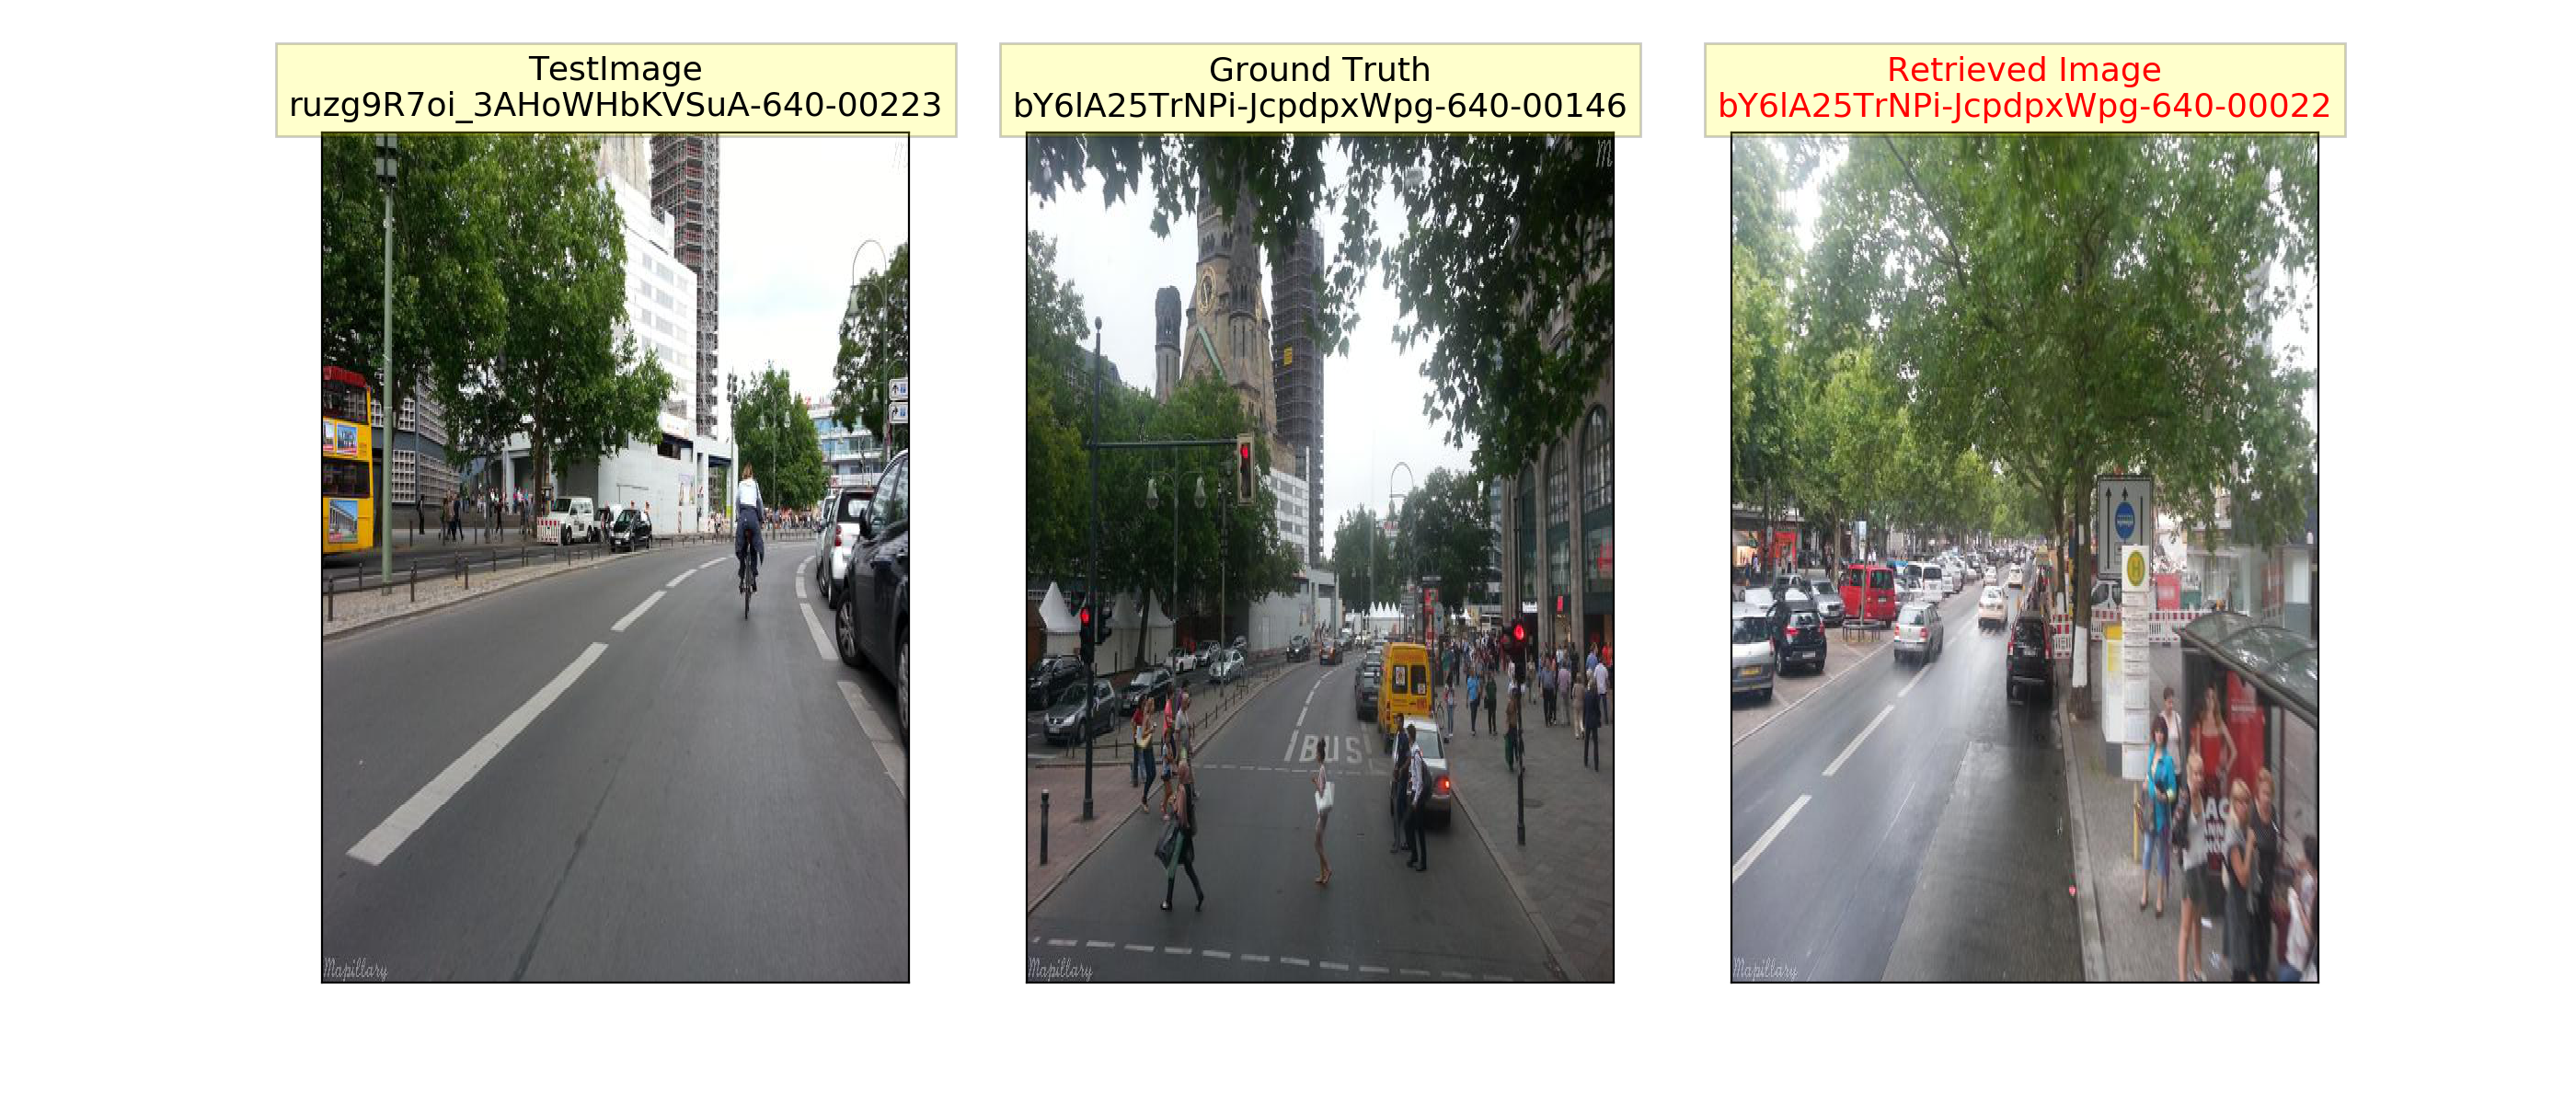 TestImage
ruzg9R7oi_3AHoWHbKVSuA-640-00223
Ground Truth
bY6lA25TrNPi-JcpdpxWpg-640-00146
Retrieved Image
bY6lA25TrNPi-JcpdpxWpg-640-00022
M
BUS
H
Mapillary
Mapillary
Mapillary